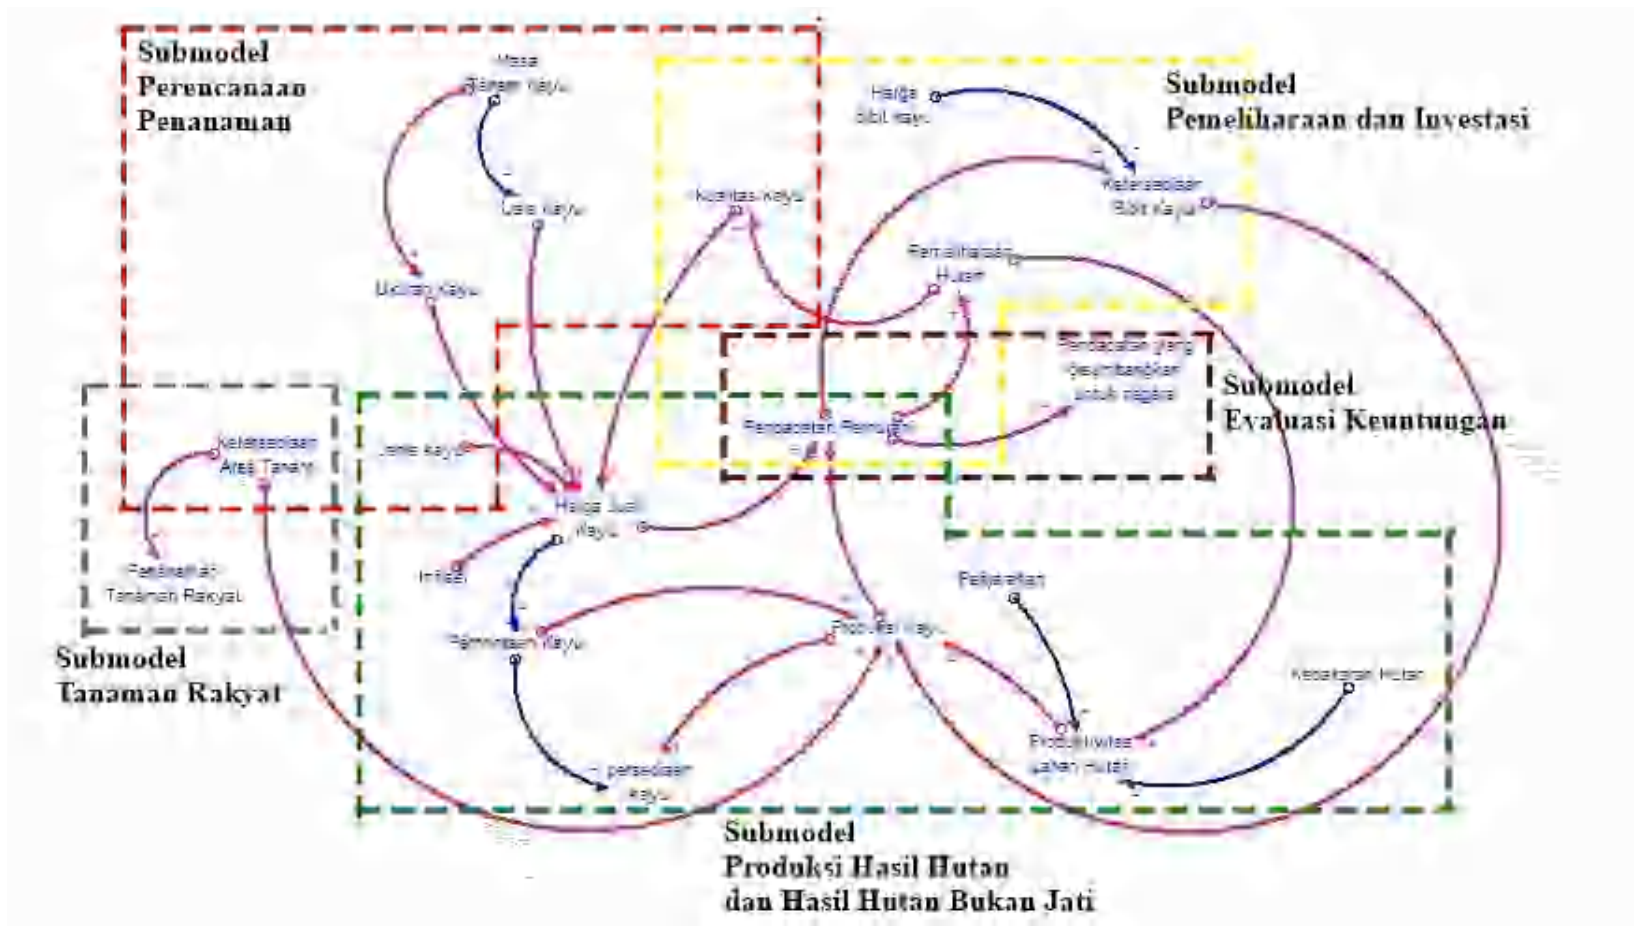 Submodel
Perencanaan
Penanaman
Masa
Tanam Kayu
Harga
Bibit Kayu
Submodel
Pemeliharaan dan Investasi
Usia Kayu
Kualitas Kayu
Ketersediaan
Bibit Kayu
Pemeliharaan
Hutan
Ukuran Kayu
Pendapatan yang
disumbangkan
untuk negara
Submodel
Evaluasi Keuntungan
Ketersediaan
Area Tanam
Jenis Kayu
Pendapatan Perhutani
Harga Jual
Kayu
Inflasi
Penanaman
Tanaman Rakyat
Permintaan Kayu
Produksi Kayu
Penjarahan
Kebakaran Hutan
Submodel
Tanaman Rakyat
persediaan
kayu
Produktivitas
Lahan Hutan
Submodel
Produksi Hasil Hutan
dan Hasil Hutan Bukan Jati